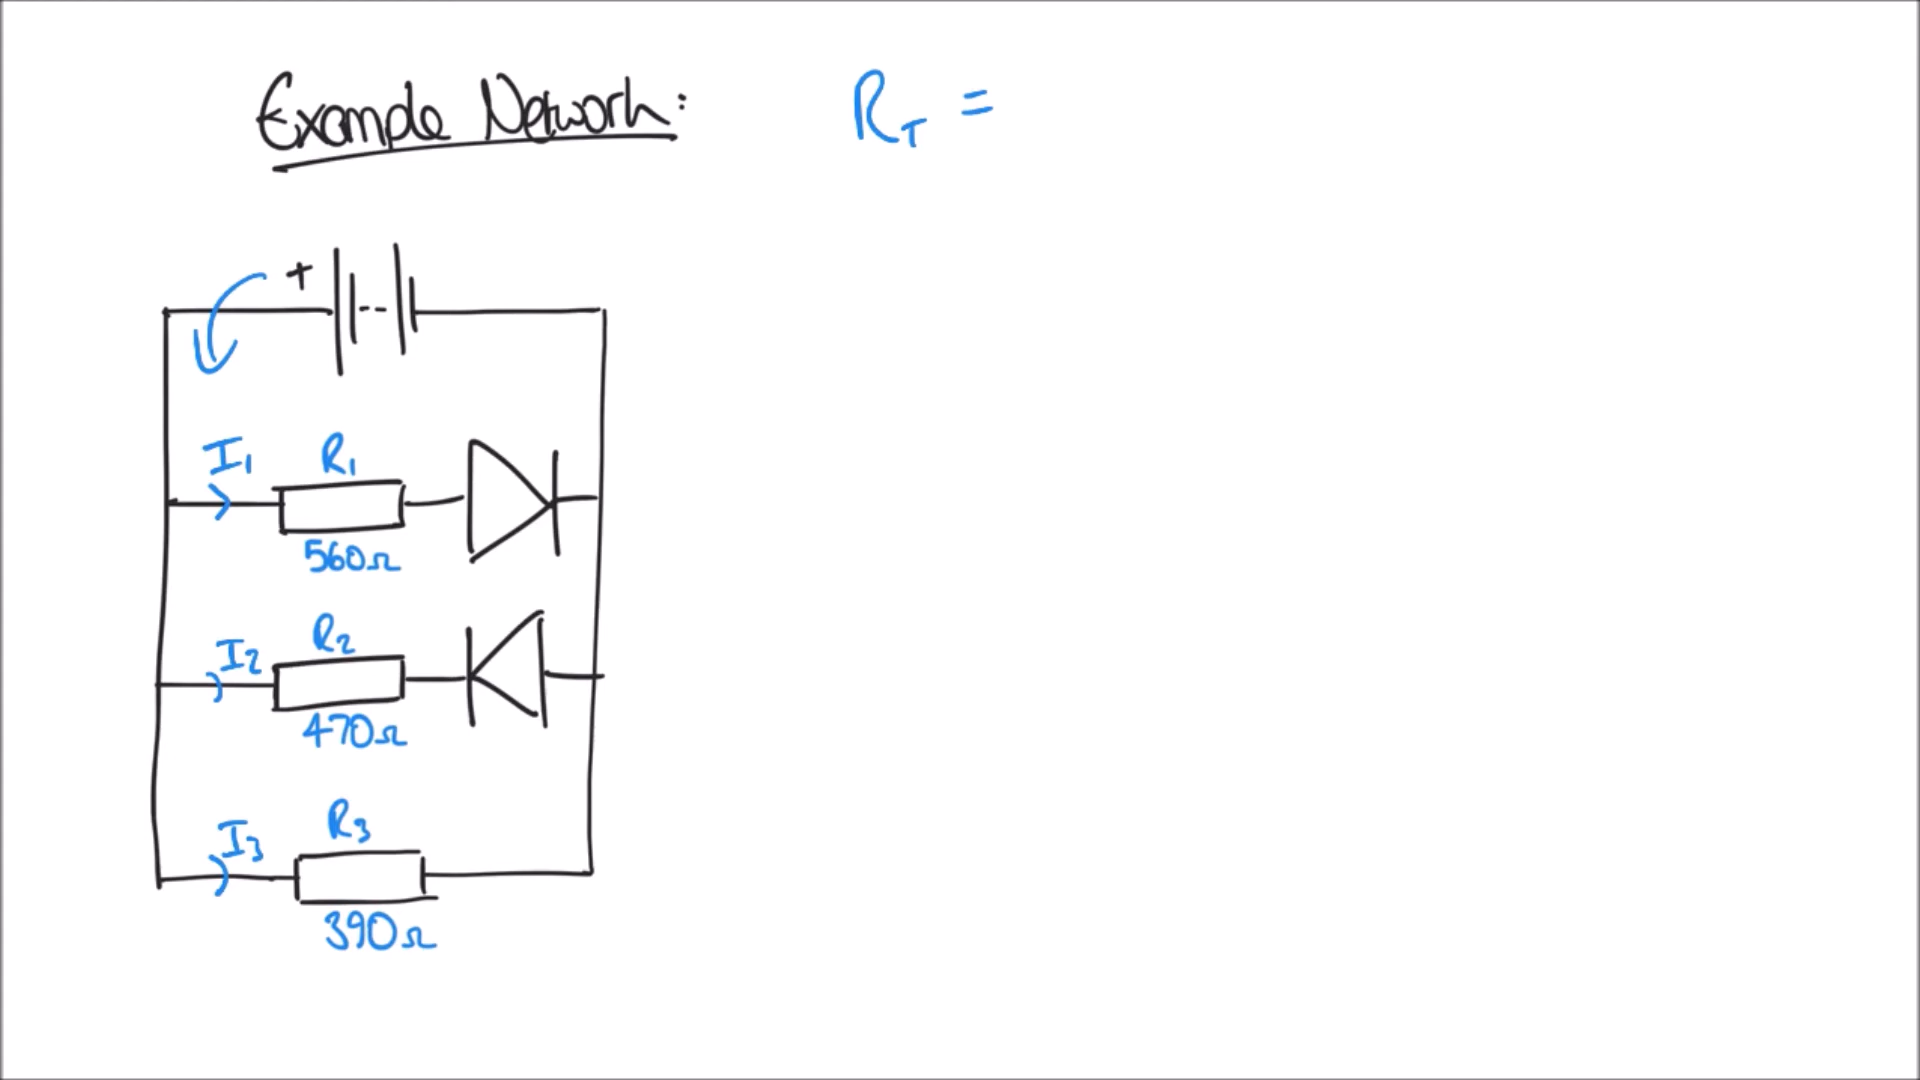 Example Network:
R_T =
+
I₁ R₁
560Ω
I₂ R₂
470Ω
I₃ R₃
390Ω